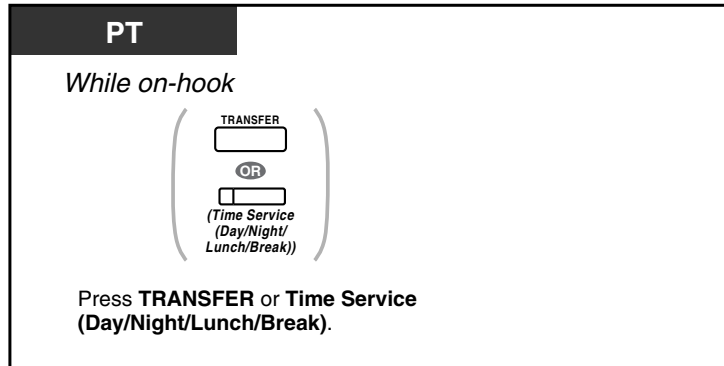 PT
While on-hook
TRANSFER
OR
(Time Service
(Day/Night/
Lunch/Break))
Press TRANSFER or Time Service
(Day/Night/Lunch/Break).